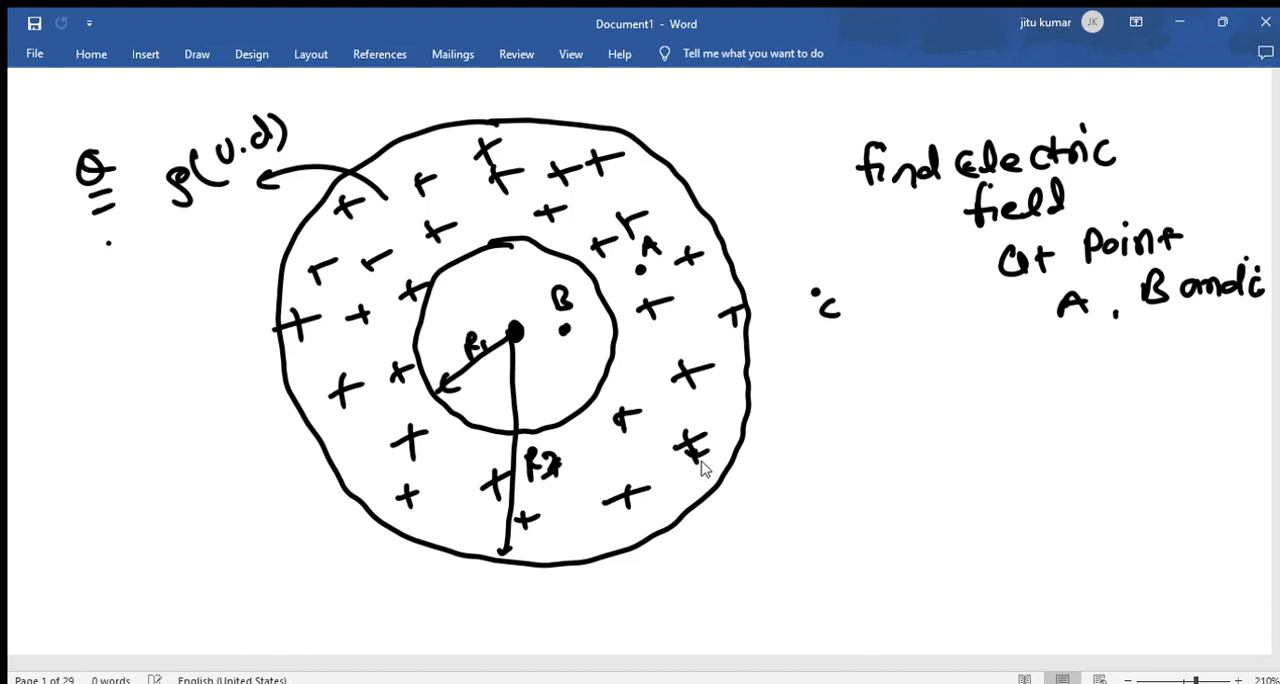 Document1 - Word
jitu kumar
JK
File Home Insert Draw Design Layout References Mailings Review View Help Tell me what you want to do
Q ρ(v.d)
find electric
field
at point
A, B and c
A
B
c
R1
R2
Page 1 of 29 0 words English (United States) 210%